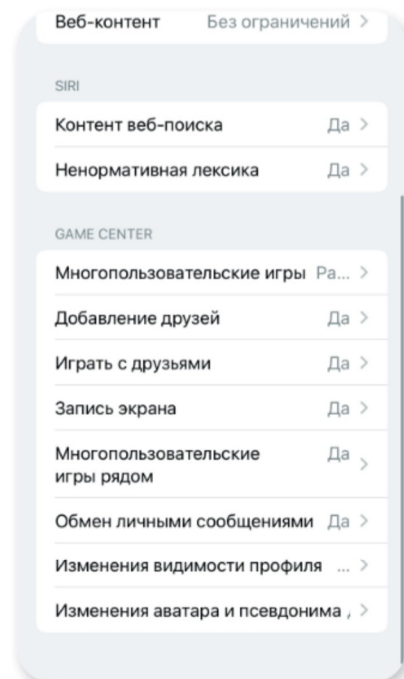 Веб-контент Без ограничений
SIRI
Контент веб-поиска Да
Ненормативная лексика Да
GAME CENTER
Многопользовательские игры Ра...
Добавление друзей Да
Играть с друзьями Да
Запись экрана Да
Многопользовательские Да
игры рядом
Обмен личными сообщениями Да
Изменения видимости профиля ...
Изменения аватара и псевдонима